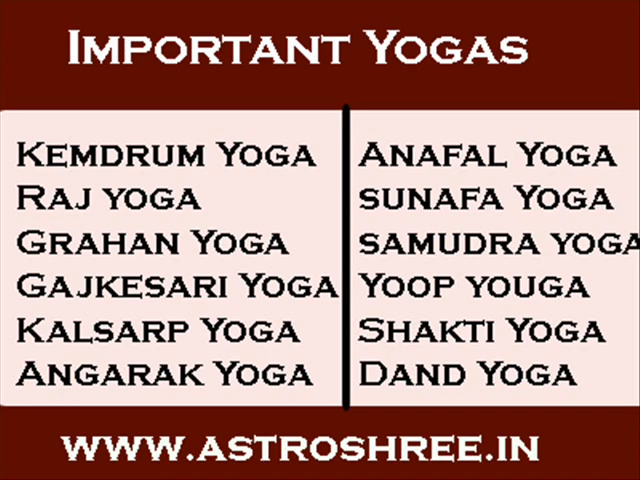 Important Yogas
Kemdrum Yoga
Raj yoga
Grahan Yoga
Gajkesari Yoga
Kalsarp Yoga
Angarak Yoga
Anafal Yoga
sunafa Yoga
samudra yoga
Yoop youga
Shakti Yoga
Dand Yoga
www.astroshree.in